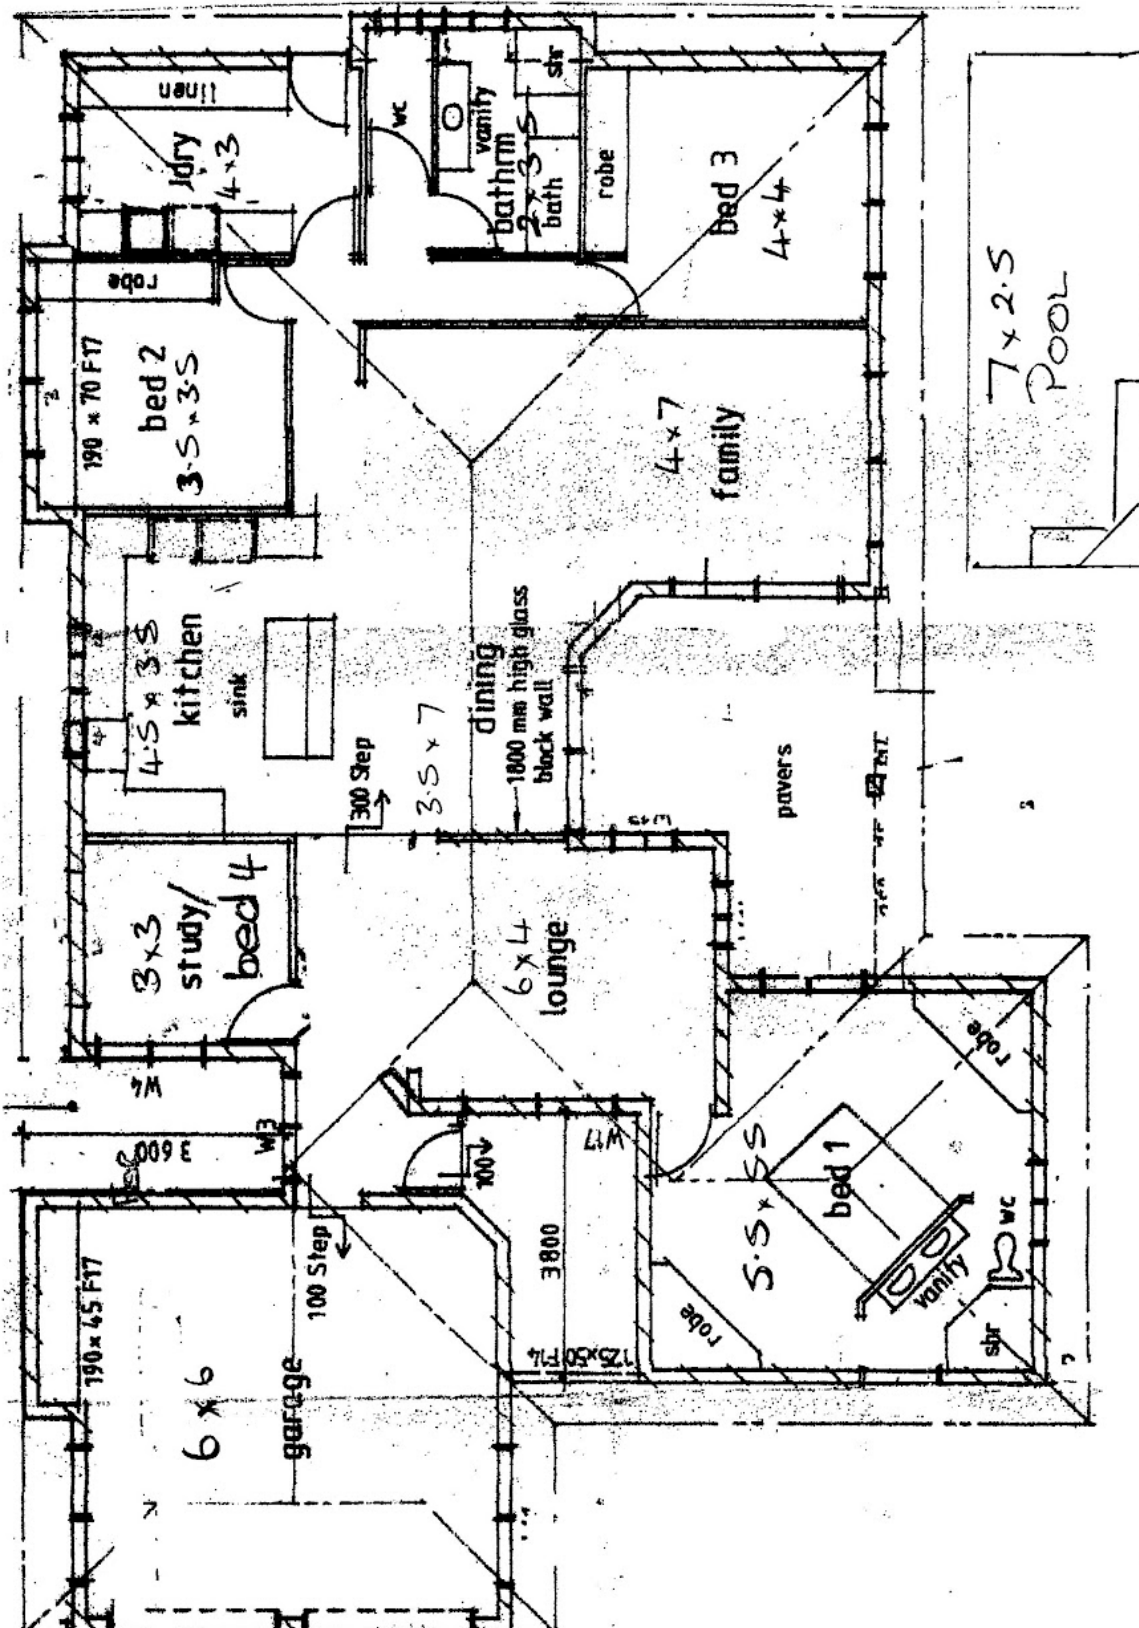 linen
ldry
4 x 3
wc
vanity
shr
bathrm
2 x 3.5
bath
robe
bed 3
4 x 4
7 x 2.5
POOL
robe
190 x 70 F17
bed 2
3.5 x 3.5
4 x 7
family
4.5 x 3.5
kitchen
sink
300 Step
3.5 x 7
dining
1800 mm high glass
block wall
pavers
3 x 3
study/
bed 4
6 x 4
lounge
W4
3 600
W3
100
W17
robe
5.5 x 5.5
bed 1
vanity
wc
shr
robe
190 x 45 F17
100 Step
3800
125x50 F14
6 x 6
garage